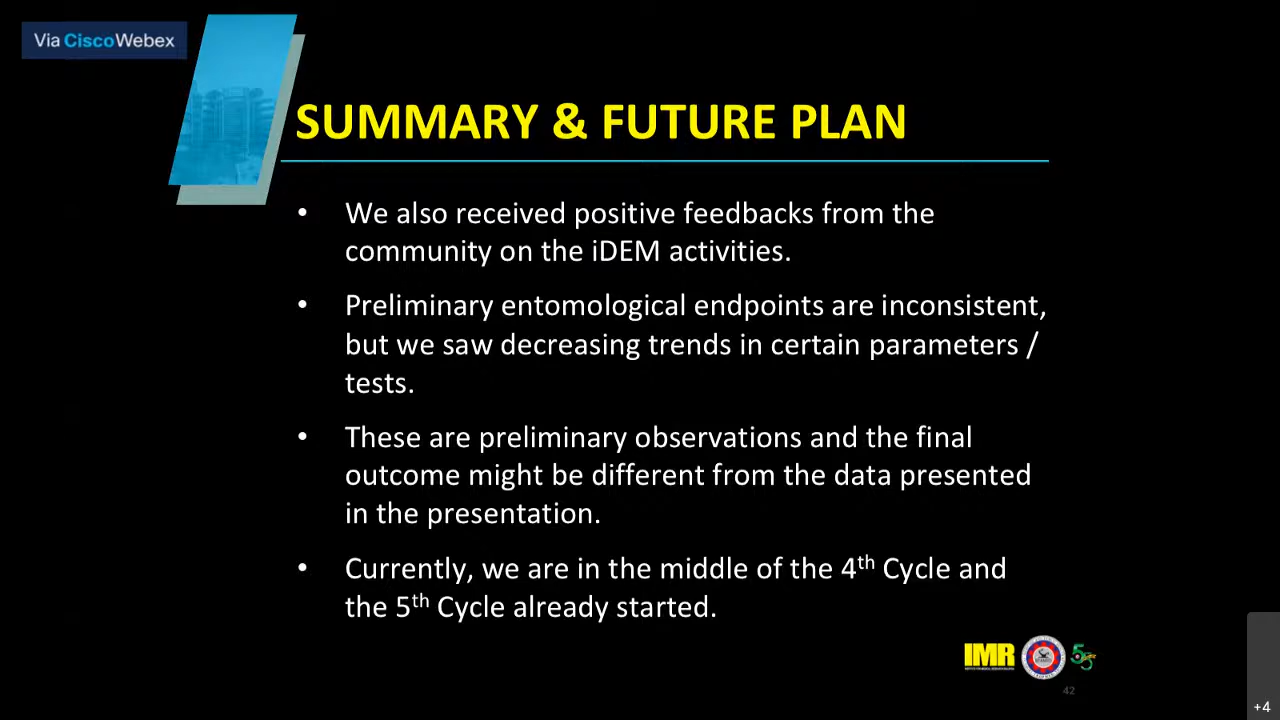 Via CiscoWebex
SUMMARY & FUTURE PLAN
• We also received positive feedbacks from the
community on the iDEM activities.
• Preliminary entomological endpoints are inconsistent,
but we saw decreasing trends in certain parameters /
tests.
• These are preliminary observations and the final
outcome might be different from the data presented
in the presentation.
• Currently, we are in the middle of the 4th Cycle and
the 5th Cycle already started.
IMR
42
+4